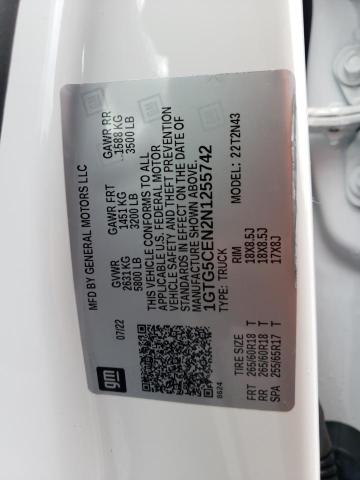 MFD BY GENERAL MOTORS LLC
07/22
GVWR
2631 KG
5800 LB
GAWR FRT
1451 KG
3200 LB
GAWR RR
1588 KG
3500 LB
THIS VEHICLE CONFORMS TO ALL
APPLICABLE U.S. FEDERAL MOTOR
VEHICLE SAFETY AND THEFT PREVENTION
STANDARDS IN EFFECT ON THE DATE OF
MANUFACTURE SHOWN ABOVE.
1GTG5CEN2N1255742
TYPE: TRUCK
MODEL: 22T2N43
gm
8624
TIRE SIZE RIM
FRT 265/60R18 T 18X8.5J
RR 265/60R18 T 18X8.5J
SPA 265/65R17 T 17X8J